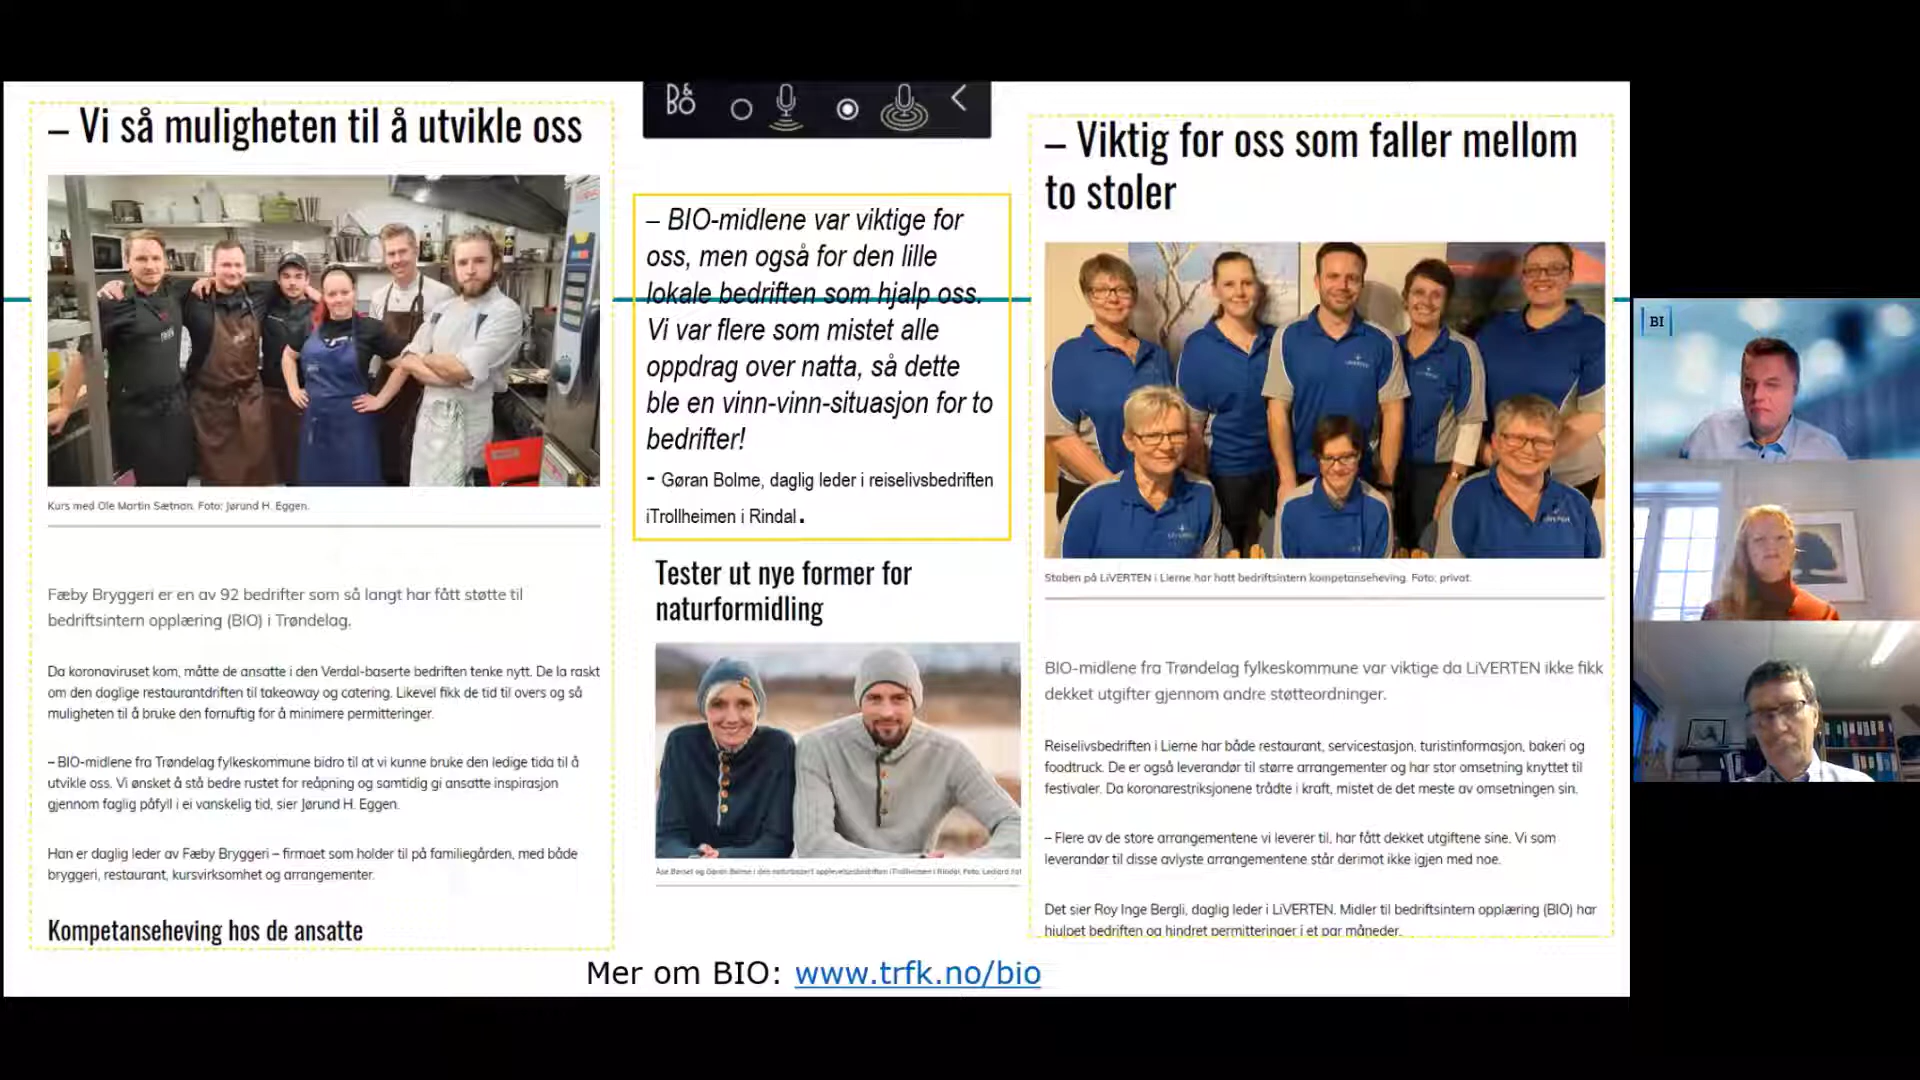 – Vi så muligheten til å utvikle oss
Kurs med Ole Martin Sætnan. Foto: Jørund H. Eggen.
Fæby Bryggeri er en av 92 bedrifter som så langt har fått støtte til
bedriftsintern opplæring (BIO) i Trøndelag.
Da koronaviruset kom, måtte de ansatte i den Verdal-baserte bedriften tenke nytt. De la raskt
om den daglige restaurantdriften til takeaway og catering. Likevel fikk de tid til overs og så
muligheten til å bruke den fornuftig for å minimere permitteringer.
– BIO-midlene fra Trøndelag fylkeskommune bidro til at vi kunne bruke den ledige tida til å
utvikle oss. Vi ønsket å stå bedre rustet for reåpning og samtidig gi ansatte inspirasjon
gjennom faglig påfyll i ei vanskelig tid, sier Jørund H. Eggen.
Han er daglig leder av Fæby Bryggeri – firmaet som holder til på familiegården, med både
bryggeri, restaurant, kursvirksomhet og arrangementer.
Kompetanseheving hos de ansatte
B&O
– BIO-midlene var viktige for
oss, men også for den lille
lokale bedriften som hjalp oss.
Vi var flere som mistet alle
oppdrag over natta, så dette
ble en vinn-vinn-situasjon for to
bedrifter!
- Gøran Bolme, daglig leder i reiselivsbedriften
iTrollheimen i Rindal.
Tester ut nye former for
naturformidling
Åse Børset og Gøran Bolme i den naturbasert opplevelsesbedriften iTrollheimen i Rindal. Foto:
– Viktig for oss som faller mellom
to stoler
LiVERTEN
Staben på LiVERTEN i Lierne har hatt bedriftsintern kompetanseheving. Foto: privat.
BIO-midlene fra Trøndelag fylkeskommune var viktige da LiVERTEN ikke fikk
dekket utgifter gjennom andre støtteordninger.
Reiselivsbedriften i Lierne har både restaurant, servicestasjon, turistinformasjon, bakeri og
foodtruck. De er også leverandør til større arrangementer og har stor omsetning knyttet til
festivaler. Da koronarestriksjonene trådte i kraft, mistet de det meste av omsetningen sin.
– Flere av de store arrangementene vi leverer til, har fått dekket utgiftene sine. Vi som
leverandør til disse avlyste arrangementene står derimot ikke igjen med noe.
Det sier Roy Inge Bergli, daglig leder i LiVERTEN. Midler til bedriftsintern opplæring (BIO) har
hjulpet bedriften og hindret permitteringer i et par måneder.
Mer om BIO: www.trfk.no/bio
BI